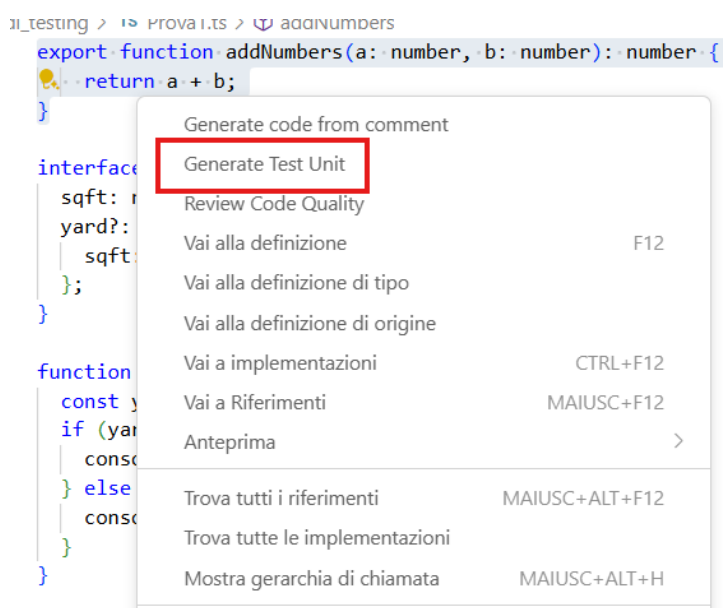 TS Prova1.ts > addNumbers
export function addNumbers(a: number, b: number): number {
return a + b;
}
Generate code from comment
interface
Generate Test Unit
sqft:
Review Code Quality
yard?:
Vai alla definizione F12
sqft:
Vai alla definizione di tipo
};
Vai alla definizione di origine
}
Vai a implementazioni CTRL+F12
function
Vai a Riferimenti MAIUSC+F12
const
if (yar
Anteprima >
conso
} else
Trova tutti i riferimenti MAIUSC+ALT+F12
conso
Trova tutte le implementazioni
}
Mostra gerarchia di chiamata MAIUSC+ALT+H
}